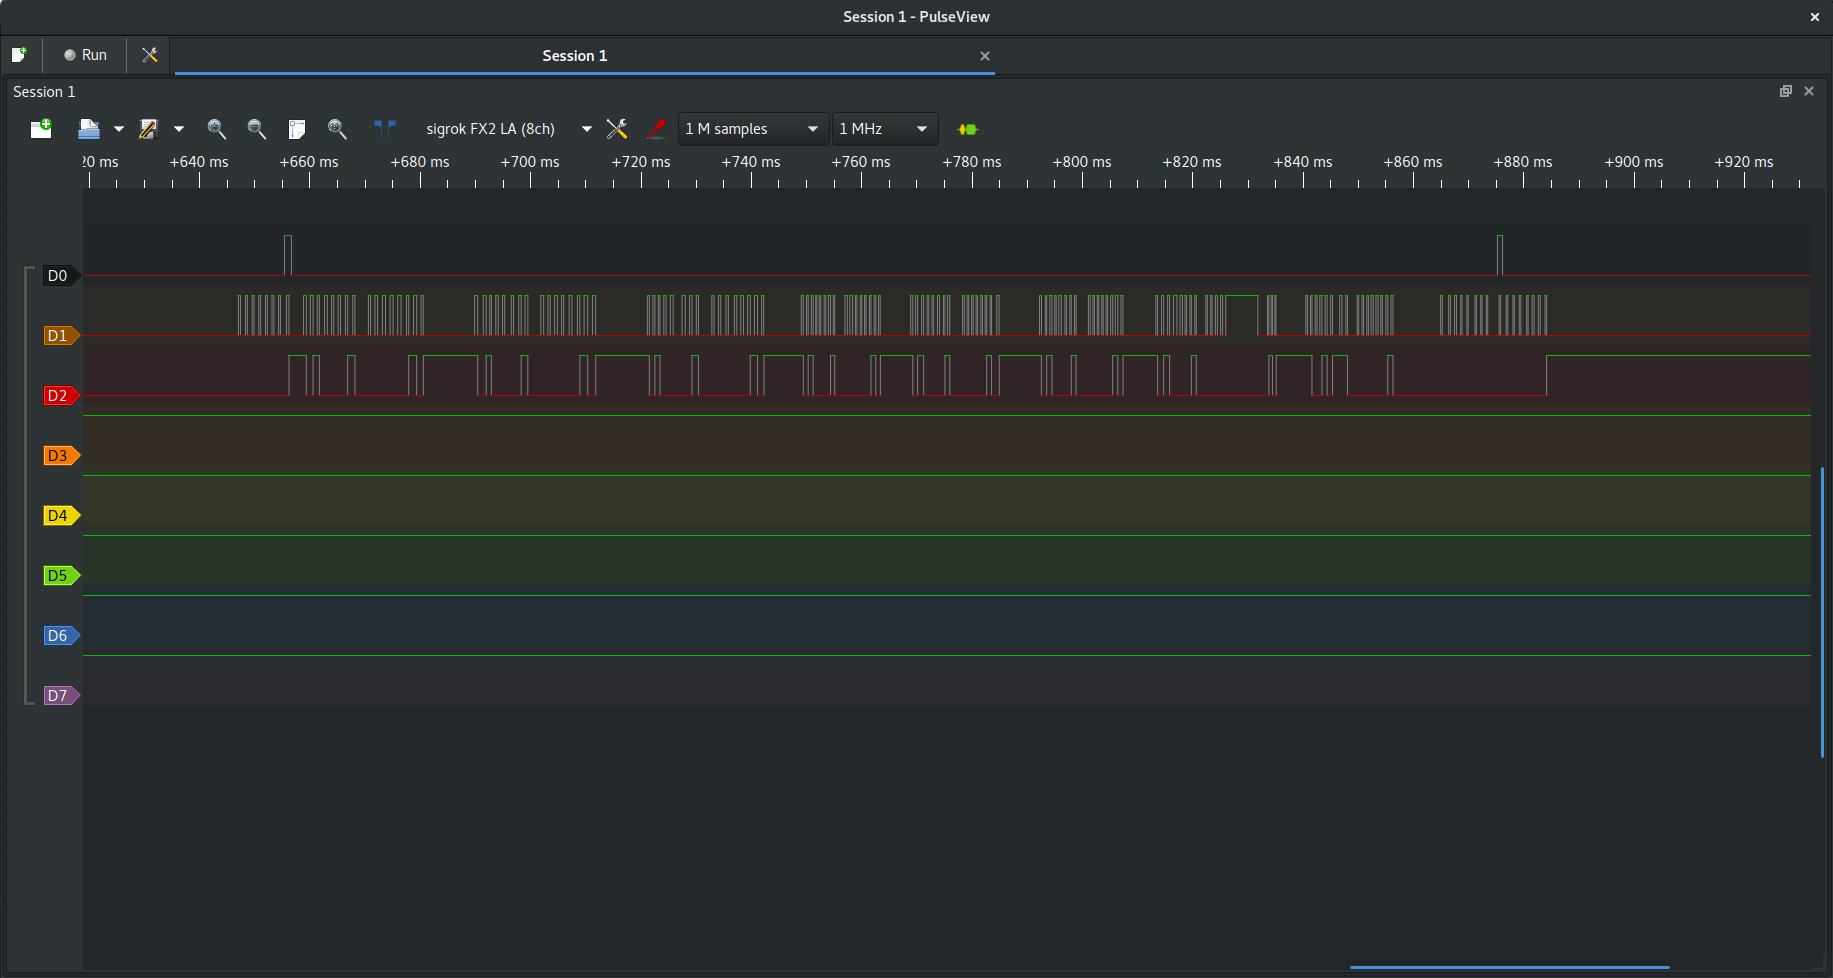 Session 1 - PulseView
Run
Session 1
Session 1
sigrok FX2 LA (8ch)
1 M samples
1 MHz
20 ms +640 ms +660 ms +680 ms +700 ms +720 ms +740 ms +760 ms +780 ms +800 ms +820 ms +840 ms +860 ms +880 ms +900 ms +920 ms
D0
D1
D2
D3
D4
D5
D6
D7